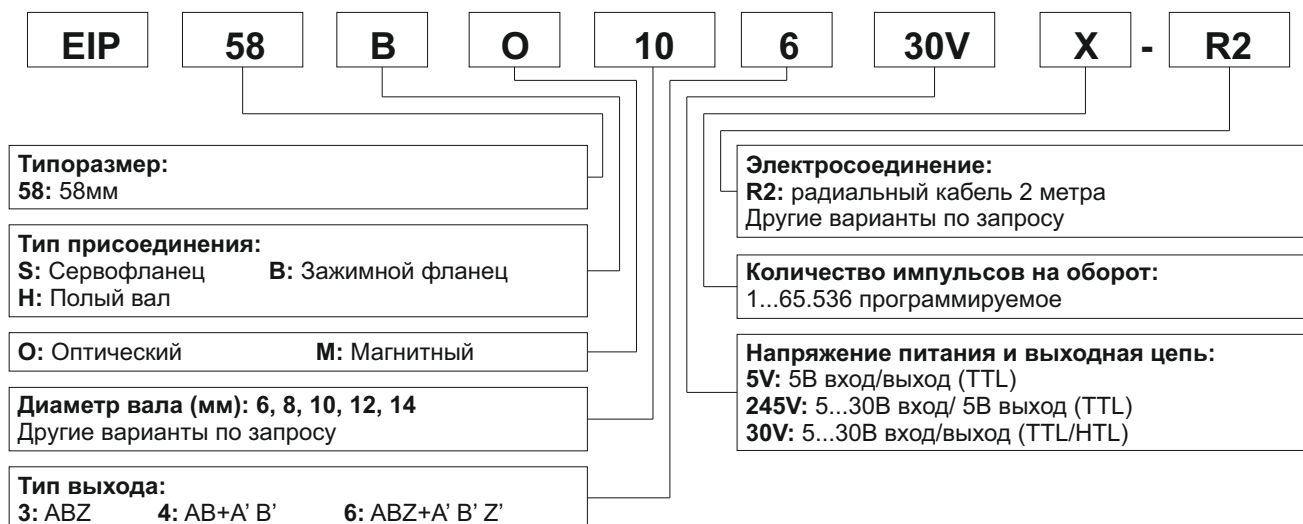 EIP 58 B O 10 6 30V X - R2
Типоразмер:
58: 58мм
Тип присоединения:
S: Сервофланец B: Зажимной фланец
H: Полый вал
O: Оптический M: Магнитный
Диаметр вала (мм): 6, 8, 10, 12, 14
Другие варианты по запросу
Тип выхода:
3: ABZ 4: AB+A’ B’ 6: ABZ+A’ B’ Z’
Электросоединение:
R2: радиальный кабель 2 метра
Другие варианты по запросу
Количество импульсов на оборот:
1...65.536 программируемое
Напряжение питания и выходная цепь:
5V: 5В вход/выход (TTL)
245V: 5...30В вход/ 5В выход (TTL)
30V: 5...30В вход/выход (TTL/HTL)